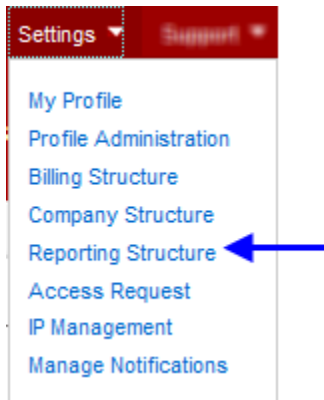 Settings
My Profile
Profile Administration
Billing Structure
Company Structure
Reporting Structure
Access Request
IP Management
Manage Notifications